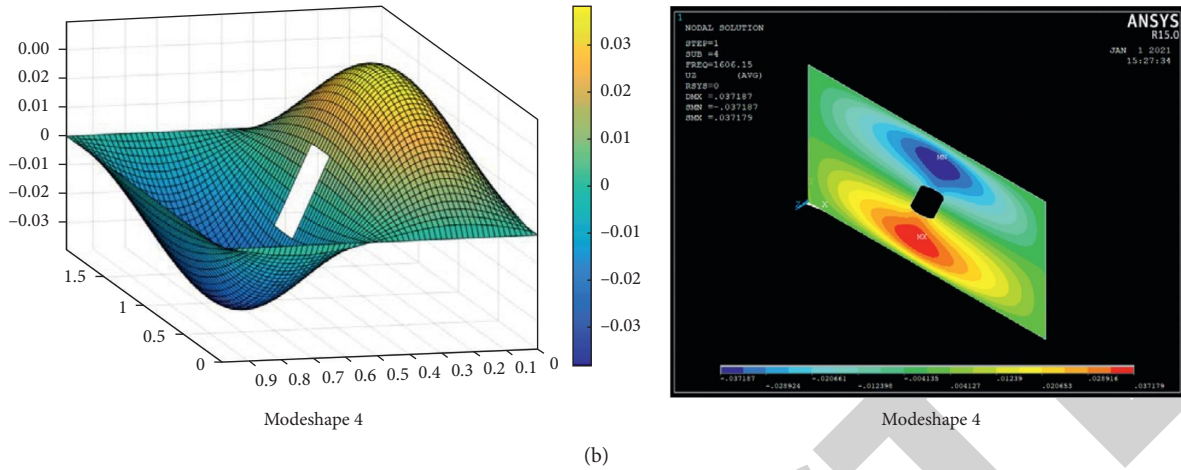 0.00
0.02
0.01
0
−0.01
−0.02
−0.03
1.5
1
0.5
0
0.9
0.8
0.7
0.6
0.5
0.4
0.3
0.2
0.1
0
0.03
0.02
0.01
0
−0.01
−0.02
−0.03
Modeshape 4
1
NODAL SOLUTION
STEP=1
SUB =4
FREQ=1606.15
UZ (AVG)
RSYS=0
DMX =.037187
SMN =-.037187
SMX =.037179
ANSYS
R15.0
JAN 1 2021
15:27:34
MN
MX
Z X
-.037187 -.020661 -.004135 .01239 .028916
-.028924 -.012398 .004127 .020653 .037179
Modeshape 4
(b)